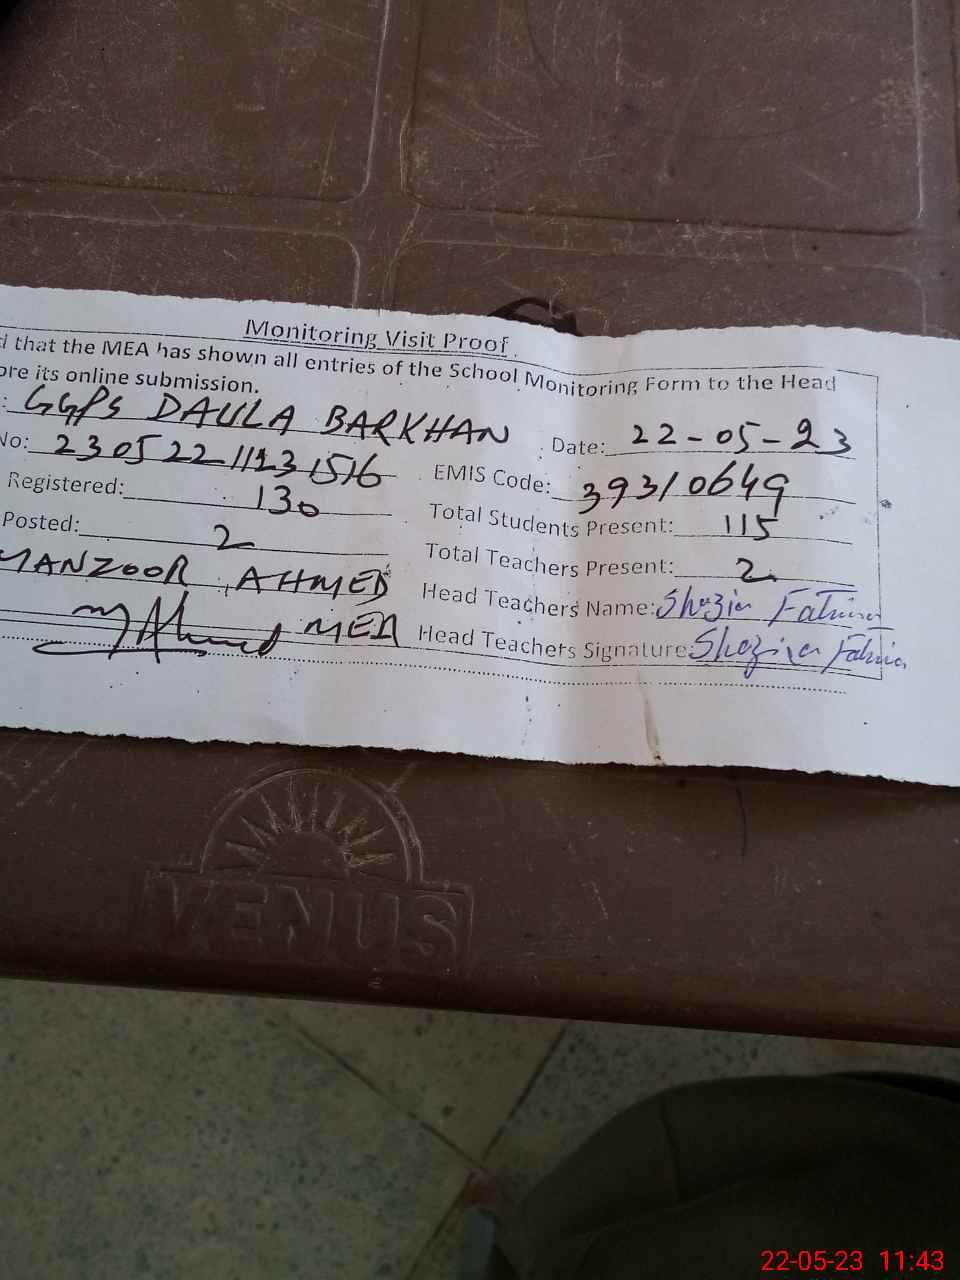 Monitoring Visit Proof
that the MEA has shown all entries of the School Monitoring Form to the Head
ore its online submission.
: GGPS DAULA BARKHAN Date: 22-05-23
No: 230522111231516 EMIS Code: 39310649
Registered: 130 Total Students Present: 115
Posted: 2 Total Teachers Present: 2
MANZOOR AHMED Head Teachers Name: Shazia Fatima
MEA Head Teachers Signature: Shazia Fatima
VENUS
22-05-23 11:43